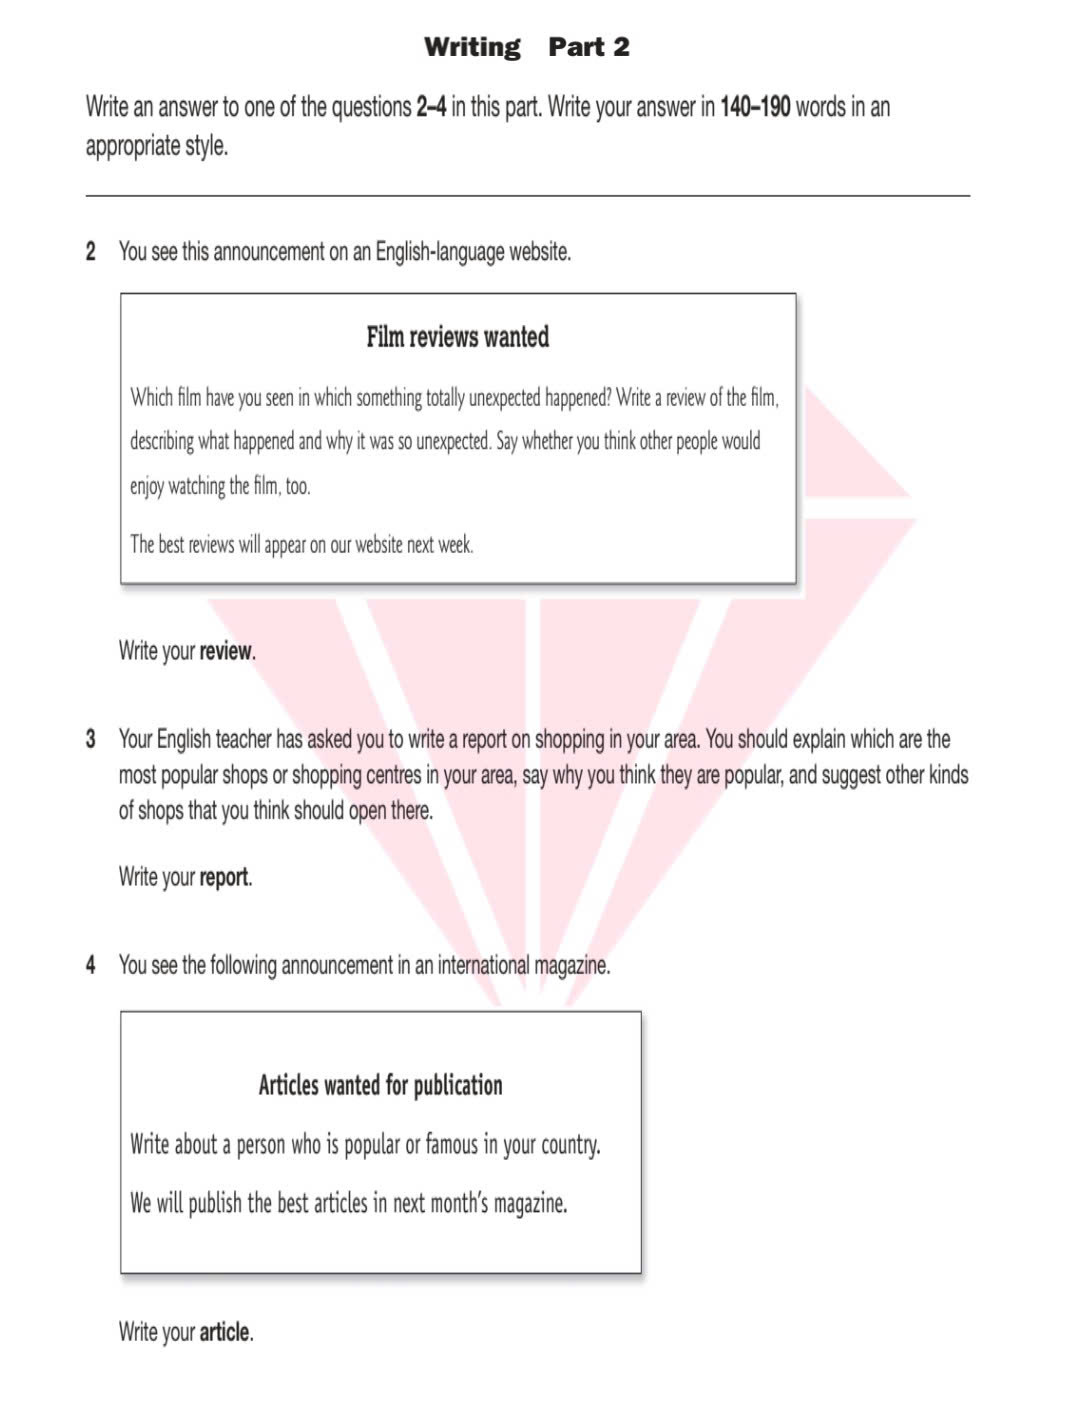 Writing Part 2
Write an answer to one of the questions 2–4 in this part. Write your answer in 140–190 words in an
appropriate style.
2 You see this announcement on an English-language website.
Film reviews wanted
Which film have you seen in which something totally unexpected happened? Write a review of the film,
describing what happened and why it was so unexpected. Say whether you think other people would
enjoy watching the film, too.
The best reviews will appear on our website next week.
Write your review.
3 Your English teacher has asked you to write a report on shopping in your area. You should explain which are the
most popular shops or shopping centres in your area, say why you think they are popular, and suggest other kinds
of shops that you think should open there.
Write your report.
4 You see the following announcement in an international magazine.
Articles wanted for publication
Write about a person who is popular or famous in your country.
We will publish the best articles in next month's magazine.
Write your article.